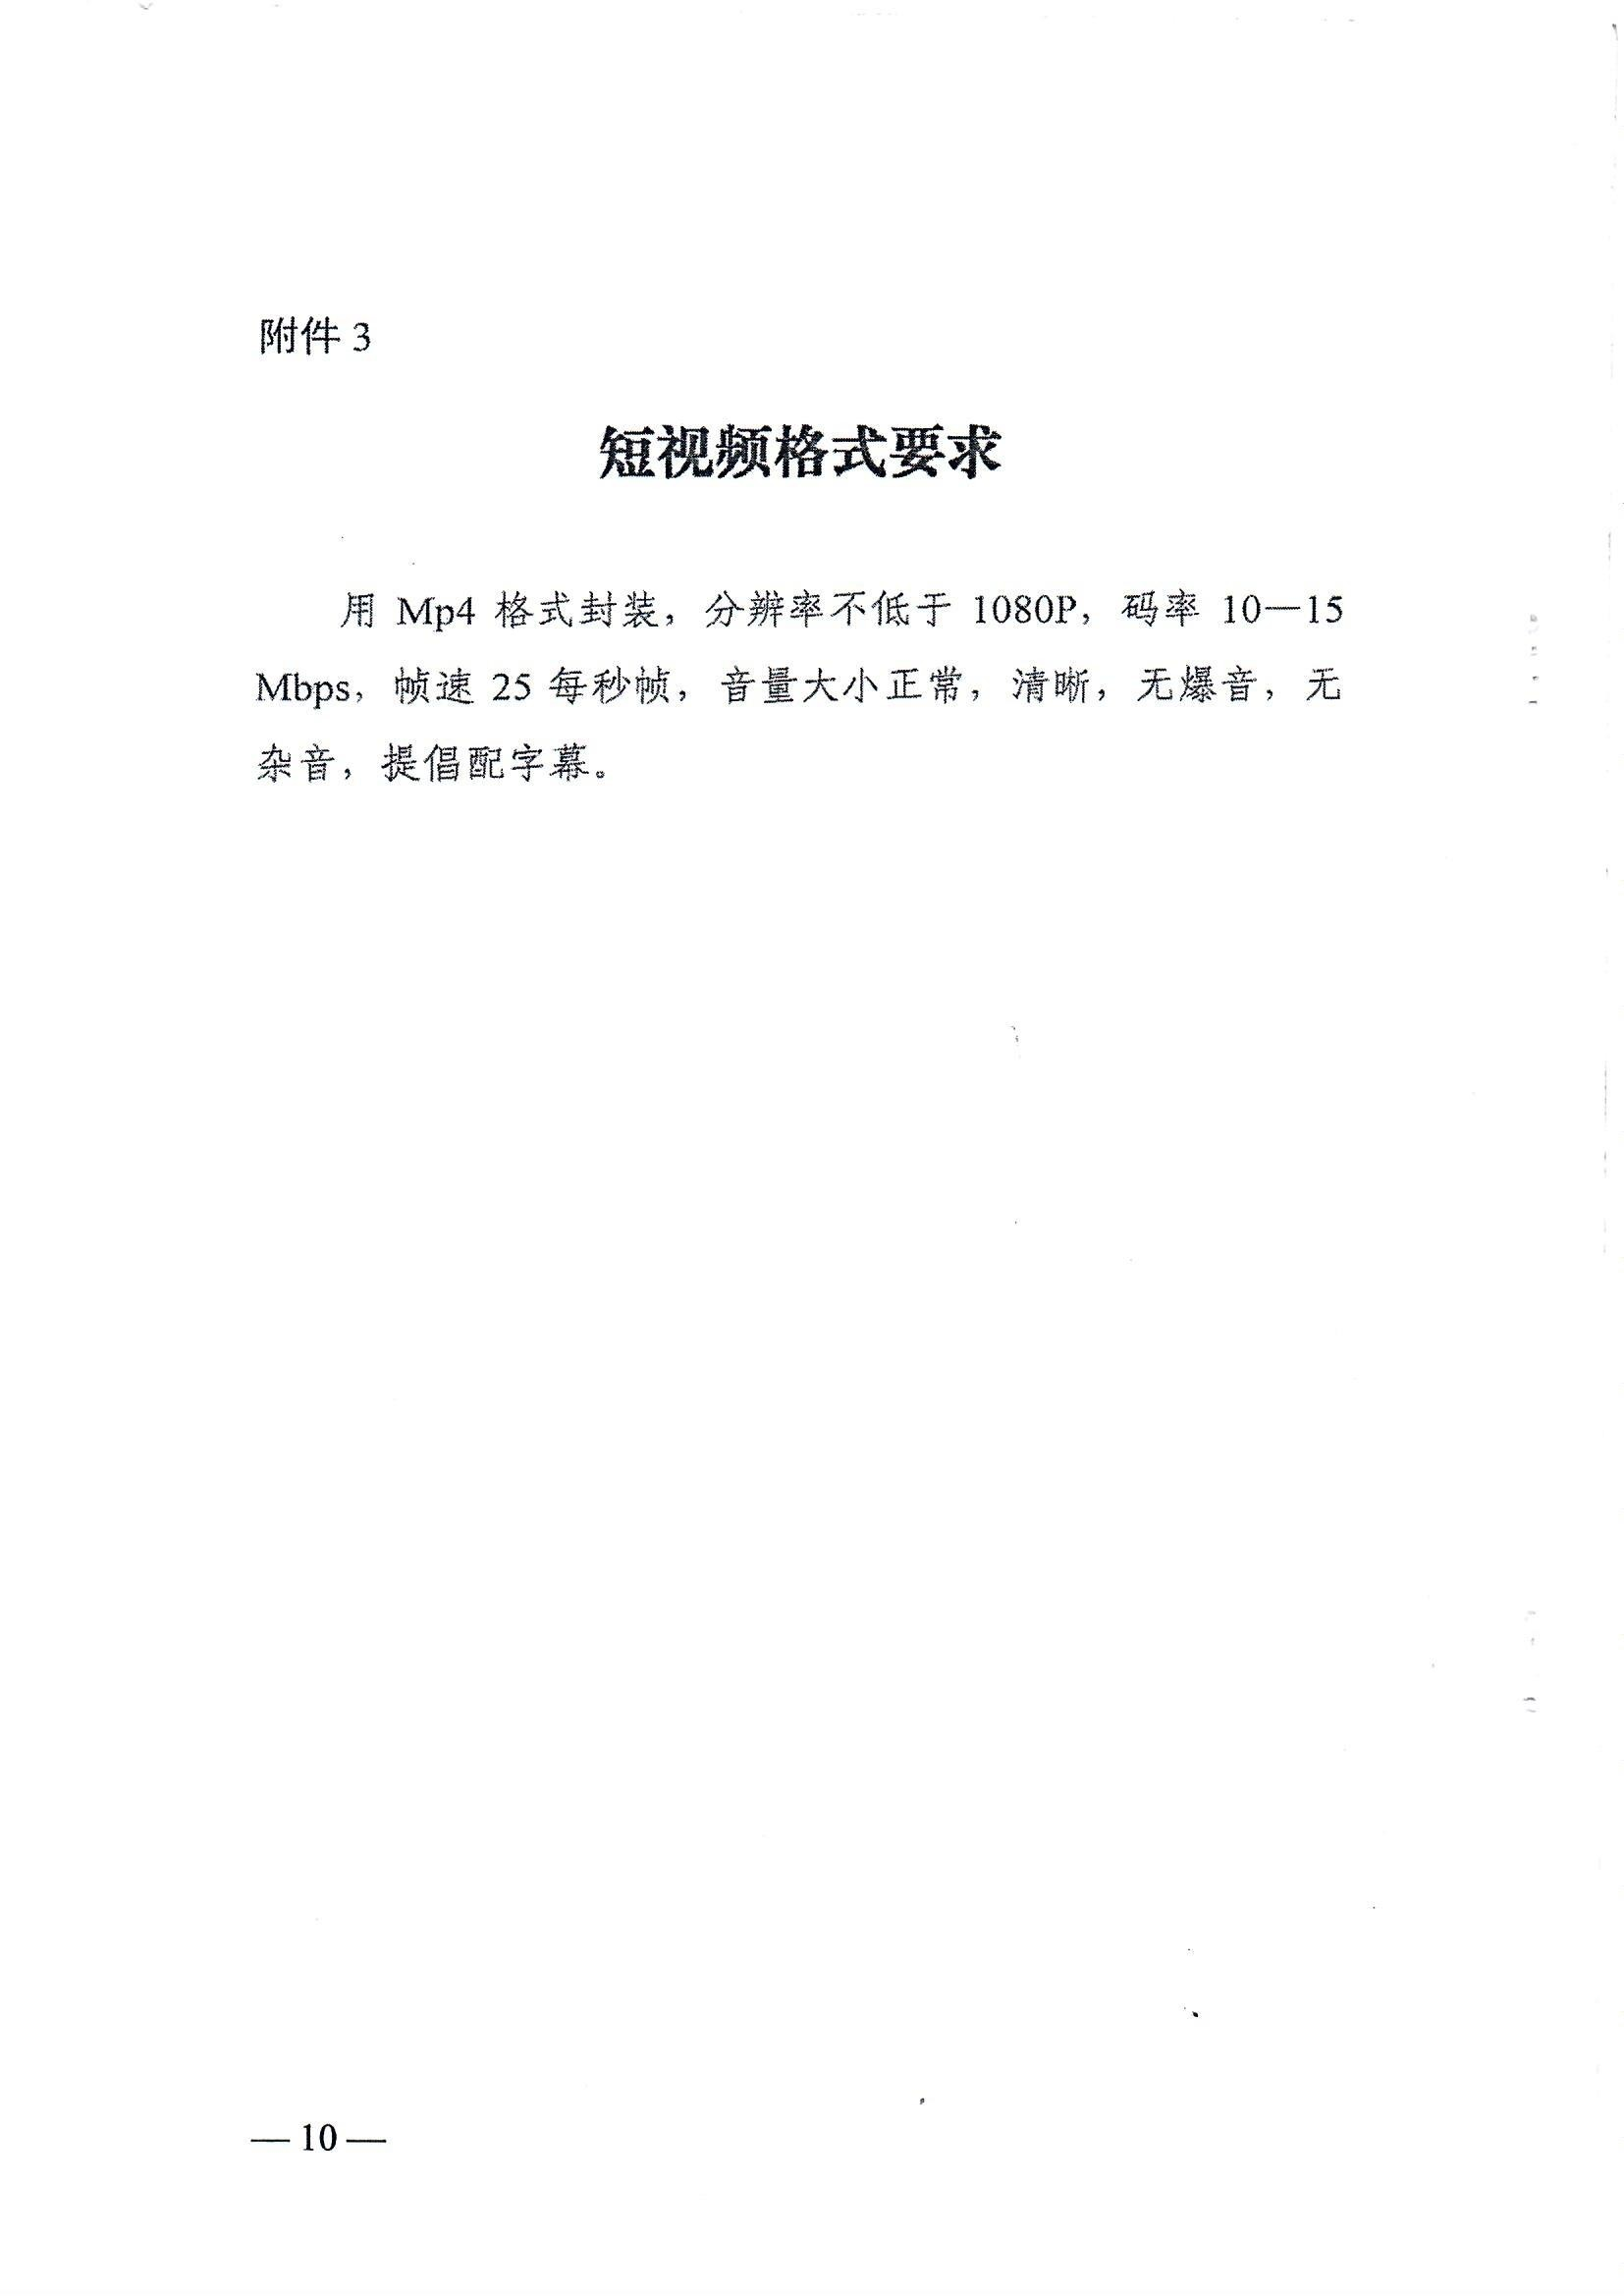 附件 3
短视频格式要求
用 Mp4 格式封装，分辨率不低于 1080P，码率 10—15
Mbps，帧速 25 每秒帧，音量大小正常，清晰，无爆音，无
杂音，提倡配字幕。
— 10 —